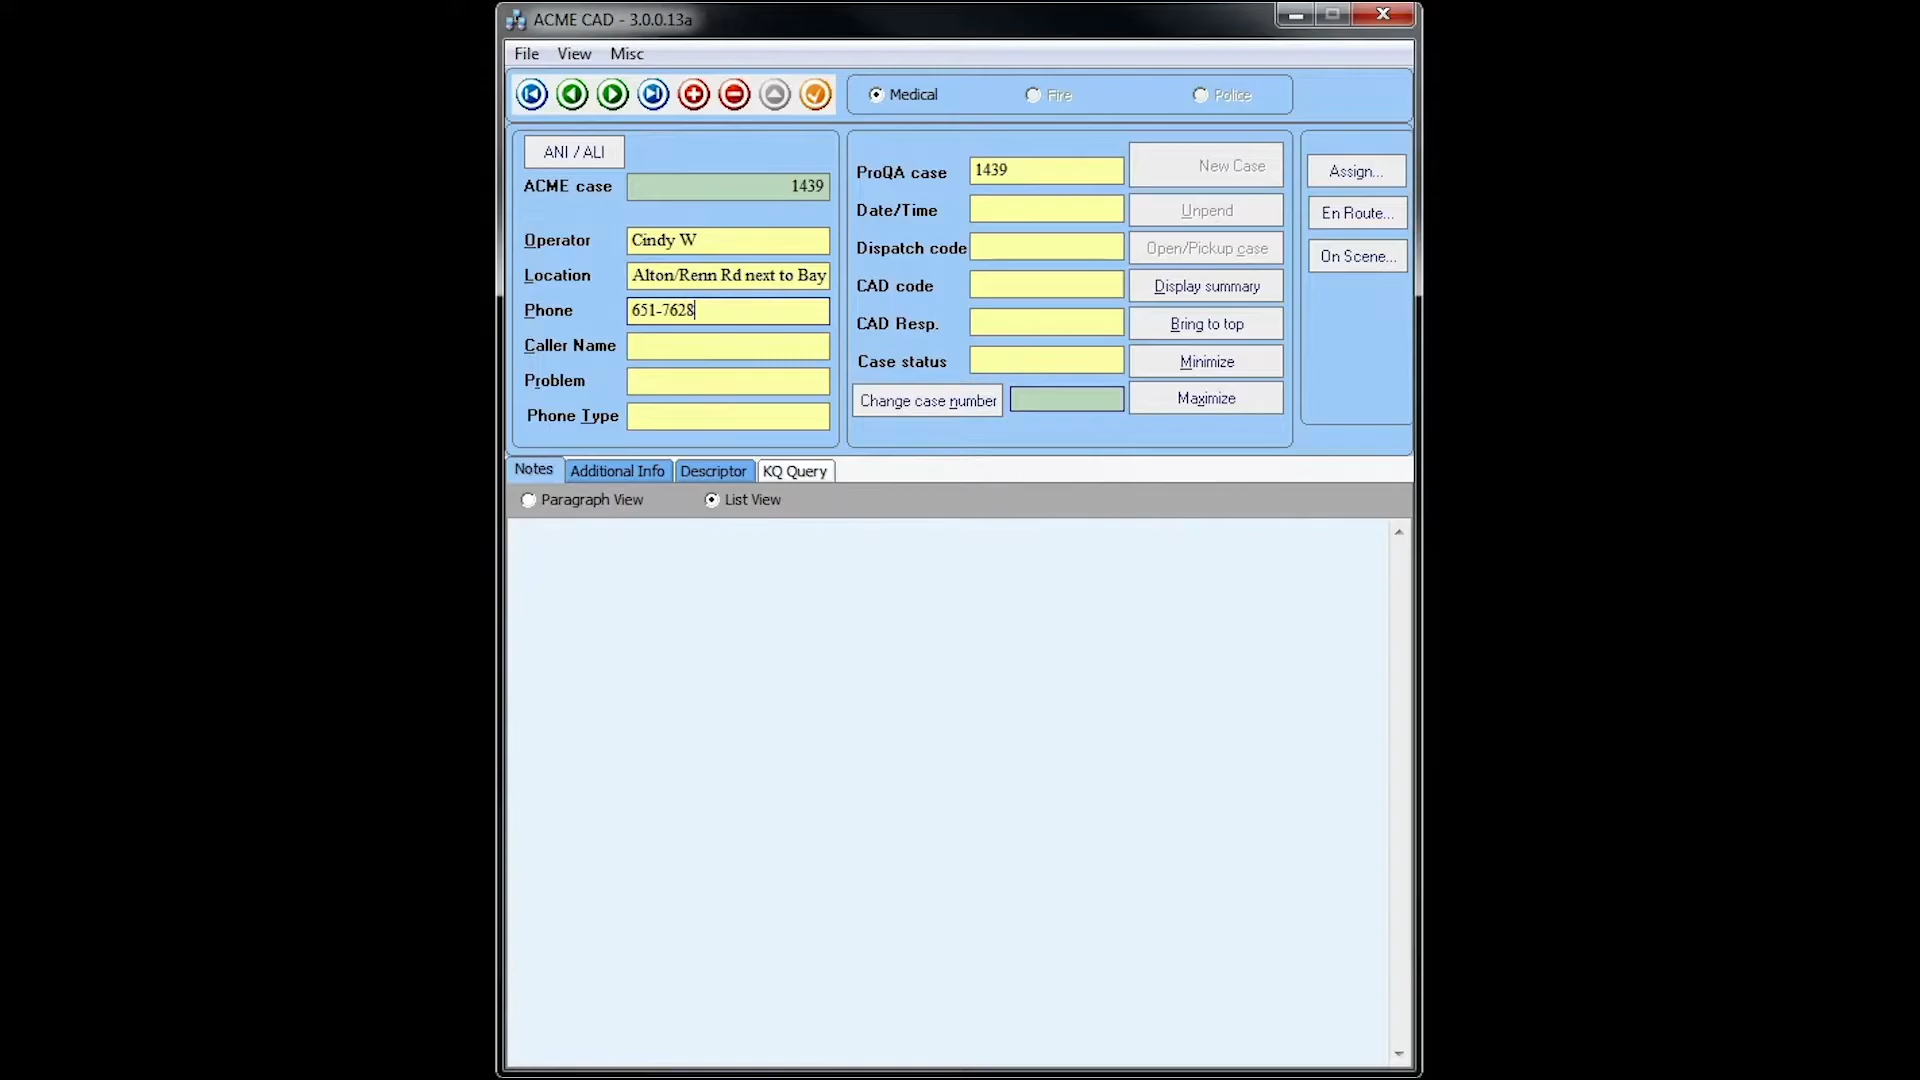 ACME CAD - 3.0.0.13a
File View Misc
Medical Fire Police
ANI / ALI
ACME case 1439
Operator Cindy W
Location Alton/Renn Rd next to Bay
Phone 651-7628
Caller Name
Problem
Phone Type
ProQA case 1439 New Case
Date/Time Unpend
Dispatch code Open/Pickup case
CAD code Display summary
CAD Resp. Bring to top
Case status Minimize
Change case number Maximize
Assign...
En Route...
On Scene...
Notes Additional Info Descriptor KQ Query
Paragraph View List View